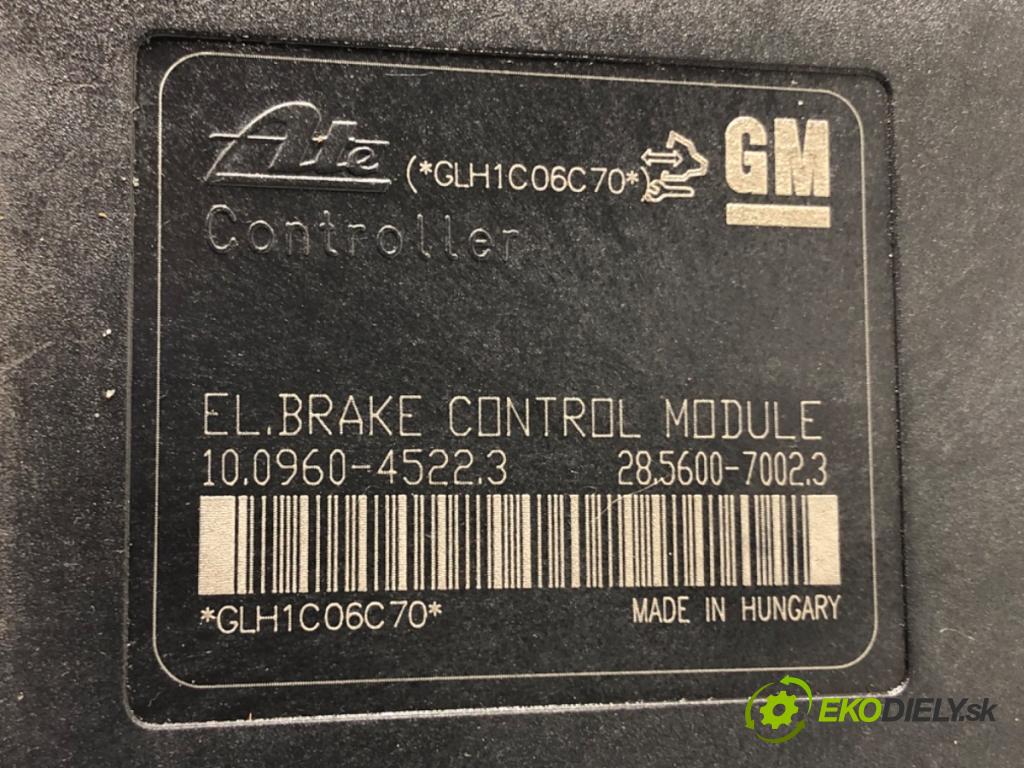 Ate (*GLH1C06C70*) GM
Controller
EL.BRAKE CONTROL MODULE
10.0960-4522.3 28.5600-7002.3
*GLH1C06C70* MADE IN HUNGARY
EKODIELY.sk